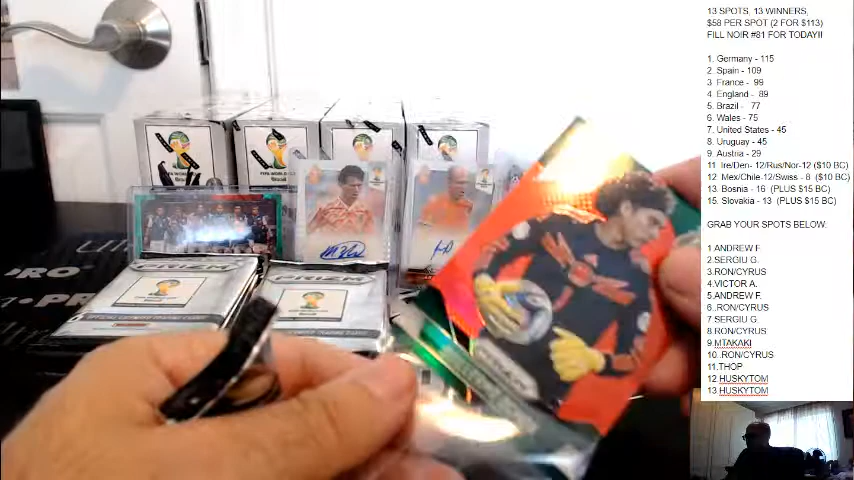 13 SPOTS, 13 WINNERS,
$58 PER SPOT (2 FOR $113)
FILL NOIR #81 FOR TODAY!!
1. Germany - 115
2. Spain - 109
3 France - 99
4 England - 89
5. Brazil - 77
6. Wales - 75
7. United States - 45
8. Uruguay - 45
9. Austria - 29
11 Ire/Den- 12/Rus/Nor-12 ($10 BC)
12 Mex/Chile-12/Swiss - 8 ($10 BC)
13. Bosnia - 16 (PLUS $15 BC)
15. Slovakia - 13 (PLUS $15 BC)
GRAB YOUR SPOTS BELOW:
1 ANDREW F
2.SERGIU G.
3.RON/CYRUS
4.VICTOR A.
5.ANDREW F.
6..RON/CYRUS
7 SERGIU G.
8 RON/CYRUS
9.MTAKAKI
10..RON/CYRUS
11.THOP
12.HUSKYTOM
13.HUSKYTOM
PRIZM
PRIZM
PRO